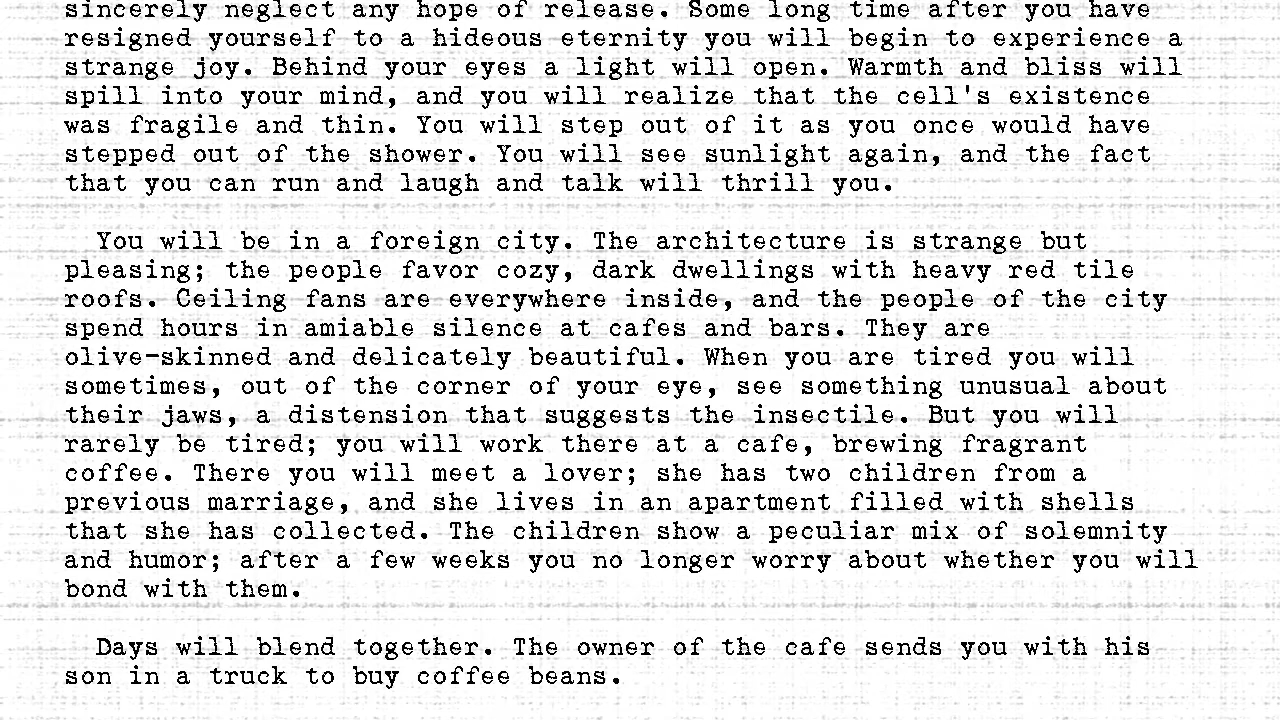 sincerely neglect any hope of release. Some long time after you have
resigned yourself to a hideous eternity you will begin to experience a
strange joy. Behind your eyes a light will open. Warmth and bliss will
spill into your mind, and you will realize that the cell's existence
was fragile and thin. You will step out of it as you once would have
stepped out of the shower. You will see sunlight again, and the fact
that you can run and laugh and talk will thrill you.
You will be in a foreign city. The architecture is strange but
pleasing; the people favor cozy, dark dwellings with heavy red tile
roofs. Ceiling fans are everywhere inside, and the people of the city
spend hours in amiable silence at cafes and bars. They are
olive-skinned and delicately beautiful. When you are tired you will
sometimes, out of the corner of your eye, see something unusual about
their jaws, a distension that suggests the insectile. But you will
rarely be tired; you will work there at a cafe, brewing fragrant
coffee. There you will meet a lover; she has two children from a
previous marriage, and she lives in an apartment filled with shells
that she has collected. The children show a peculiar mix of solemnity
and humor; after a few weeks you no longer worry about whether you will
bond with them.
Days will blend together. The owner of the cafe sends you with his
son in a truck to buy coffee beans.